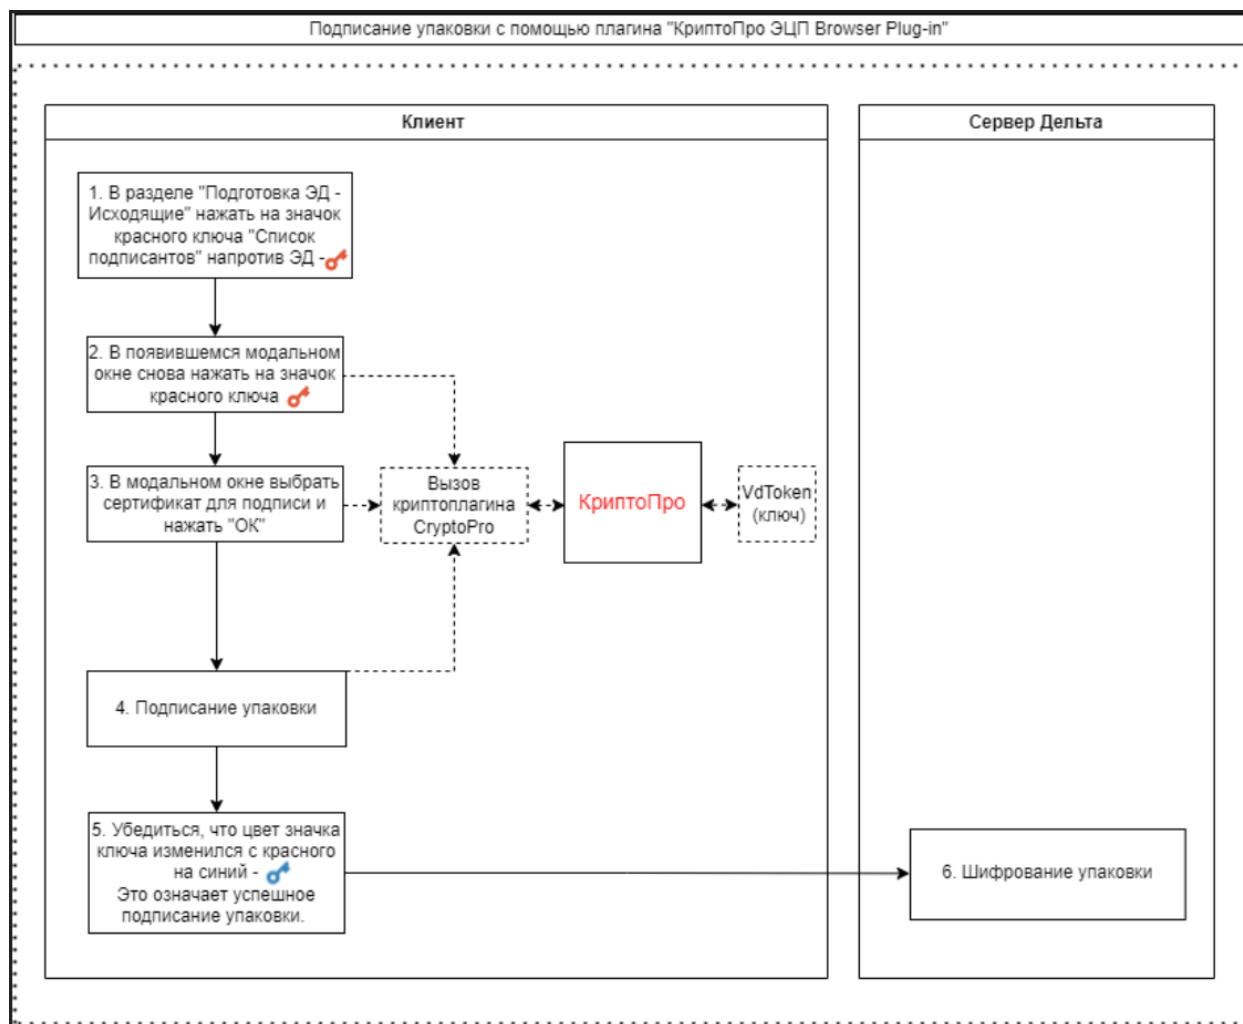 Подписание упаковки с помощью плагина "КриптоПро ЭЦП Browser Plug-in"
Клиент
Сервер Дельта
1. В разделе "Подготовка ЭД -
Исходящие" нажать на значок
красного ключа "Список
подписантов" напротив ЭД -
2. В появившемся модальном
окне снова нажать на значок
красного ключа
3. В модальном окне выбрать
сертификат для подписи и
нажать "ОК"
Вызов
криптоплагина
CryptoPro
КриптоПро
VdToken
(ключ)
4. Подписание упаковки
5. Убедиться, что цвет значка
ключа изменился с красного
на синий -
Это означает успешное
подписание упаковки.
6. Шифрование упаковки